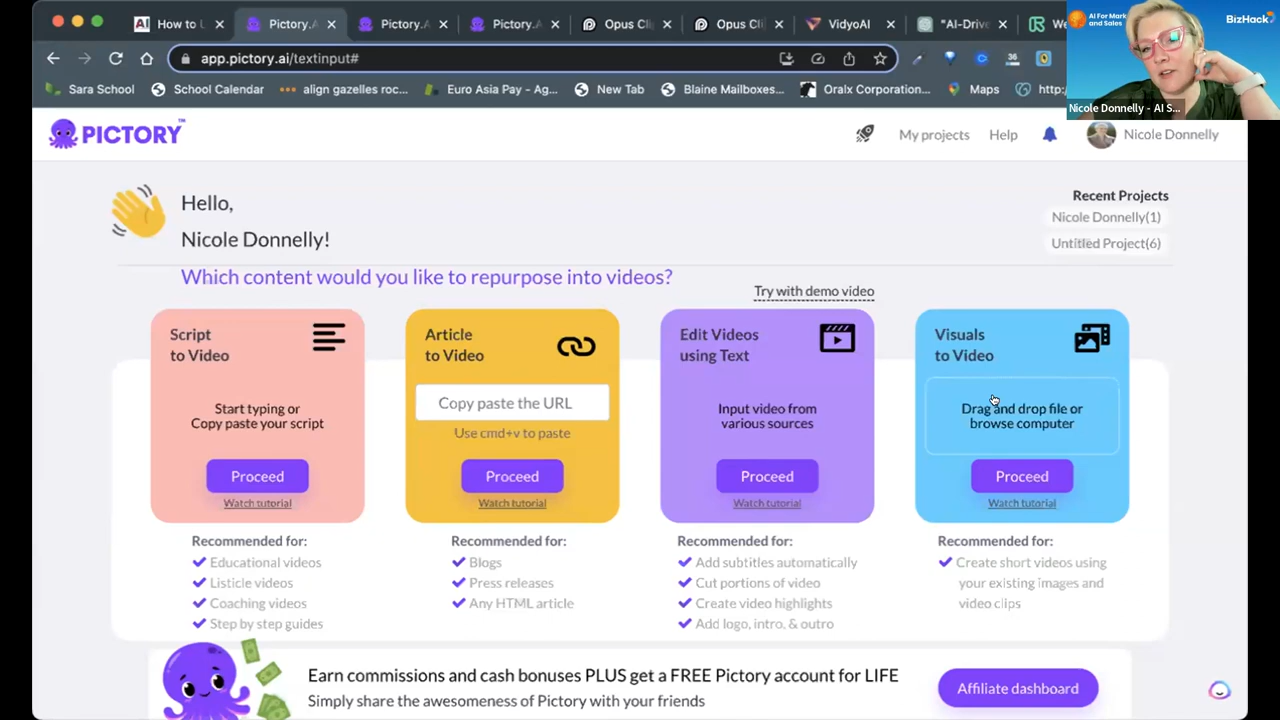 How to U
Pictory.A
Pictory.A
Pictory.A
Opus Cli
Opus Cli
VidyoAI
"AI-Drive
We
AI For Mark
and Sales
BizHack
app.pictory.ai/textinput#
36
Sara School
School Calendar
align gazelles roc...
Euro Asia Pay - Ag...
New Tab
Blaine Mailboxes...
Oralx Corporation...
Maps
http:
Nicole Donnelly - AI S...
PICTORY™
My projects
Help
Nicole Donnelly
Hello,
Nicole Donnelly!
Recent Projects
Nicole Donnelly(1)
Untitled Project(6)
Which content would you like to repurpose into videos?
Try with demo video
Script
to Video
Start typing or
Copy paste your script
Proceed
Watch tutorial
Recommended for:
Educational videos
Listicle videos
Coaching videos
Step by step guides
Article
to Video
Copy paste the URL
Use cmd+v to paste
Proceed
Watch tutorial
Recommended for:
Blogs
Press releases
Any HTML article
Edit Videos
using Text
Input video from
various sources
Proceed
Watch tutorial
Recommended for:
Add subtitles automatically
Cut portions of video
Create video highlights
Add logo, intro, & outro
Visuals
to Video
Drag and drop file or
browse computer
Proceed
Watch tutorial
Recommended for:
Create short videos using
your existing images and
video clips
Earn commissions and cash bonuses PLUS get a FREE Pictory account for LIFE
Simply share the awesomeness of Pictory with your friends
Affiliate dashboard